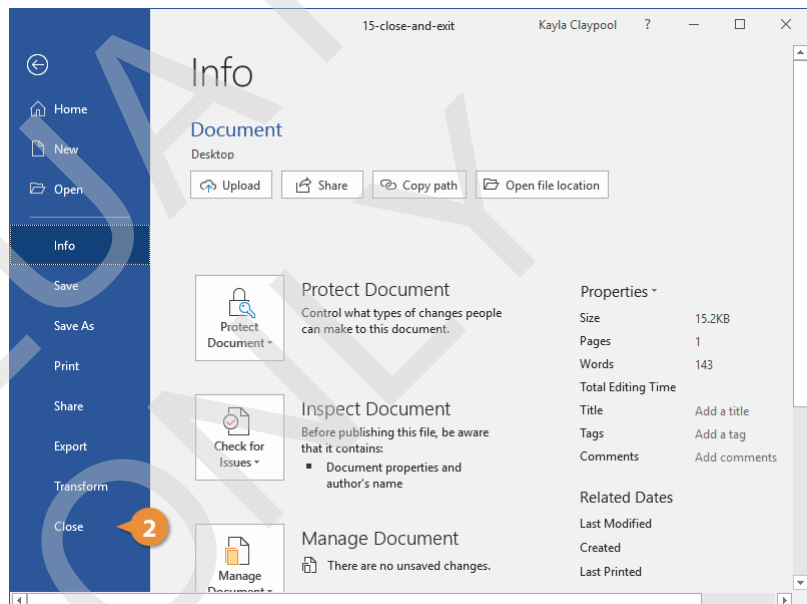 15-close-and-exit Kayla Claypool ?
Info
Home
New
Open
Info
Save
Save As
Print
Share
Export
Transform
Close
2
Document
Desktop
Upload Share Copy path Open file location
Protect Document
Protect Document
Control what types of changes people
can make to this document.
Check for
Issues
Inspect Document
Before publishing this file, be aware
that it contains:
Document properties and
author's name
Manage
Document
Manage Document
There are no unsaved changes.
Properties
Size 15.2KB
Pages 1
Words 143
Total Editing Time
Title Add a title
Tags Add a tag
Comments Add comments
Related Dates
Last Modified
Created
Last Printed
ONLY